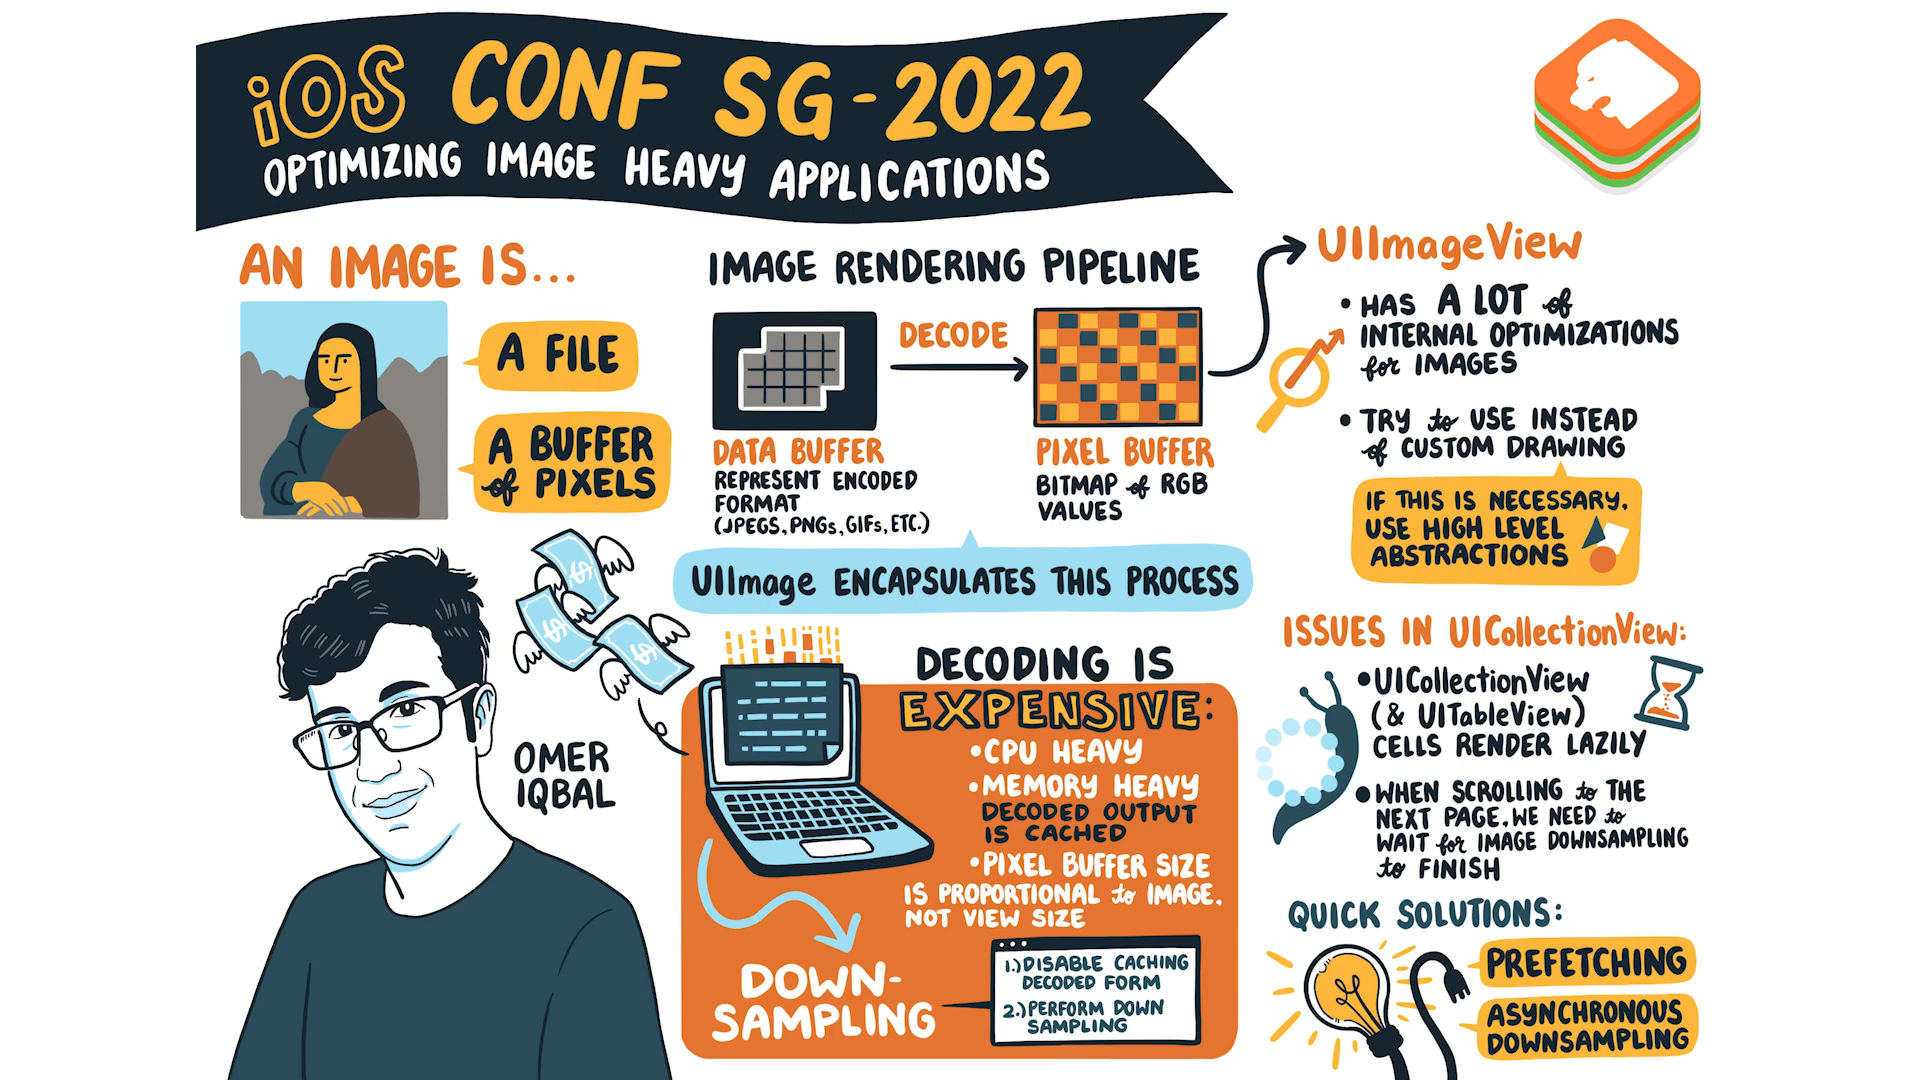 iOS CONF SG-2022
OPTIMIZING IMAGE HEAVY APPLICATIONS
AN IMAGE IS...
A FILE
A BUFFER
of PIXELS
OMER
IQBAL
IMAGE RENDERING PIPELINE
DECODE
DATA BUFFER
REPRESENT ENCODED
FORMAT
(JPEGS, PNGs, GIFs, ETC.)
PIXEL BUFFER
BITMAP of RGB
VALUES
UIImage ENCAPSULATES THIS PROCESS
DECODING IS
EXPENSIVE:
•CPU HEAVY
•MEMORY HEAVY
DECODED OUTPUT
IS CACHED
•PIXEL BUFFER SIZE
IS PROPORTIONAL to IMAGE,
NOT VIEW SIZE
DOWN-
SAMPLING
1.) DISABLE CACHING
DECODED FORM
2.) PERFORM DOWN
SAMPLING
UIImageView
• HAS A LOT of
INTERNAL OPTIMIZATIONS
for IMAGES
• TRY to USE INSTEAD
of CUSTOM DRAWING
IF THIS IS NECESSARY,
USE HIGH LEVEL
ABSTRACTIONS
ISSUES IN UICollectionView:
•UICollectionView
(& UITableView)
CELLS RENDER LAZILY
•WHEN SCROLLING to THE
NEXT PAGE, WE NEED to
WAIT for IMAGE DOWNSAMPLING
to FINISH
QUICK SOLUTIONS:
PREFETCHING
ASYNCHRONOUS
DOWNSAMPLING